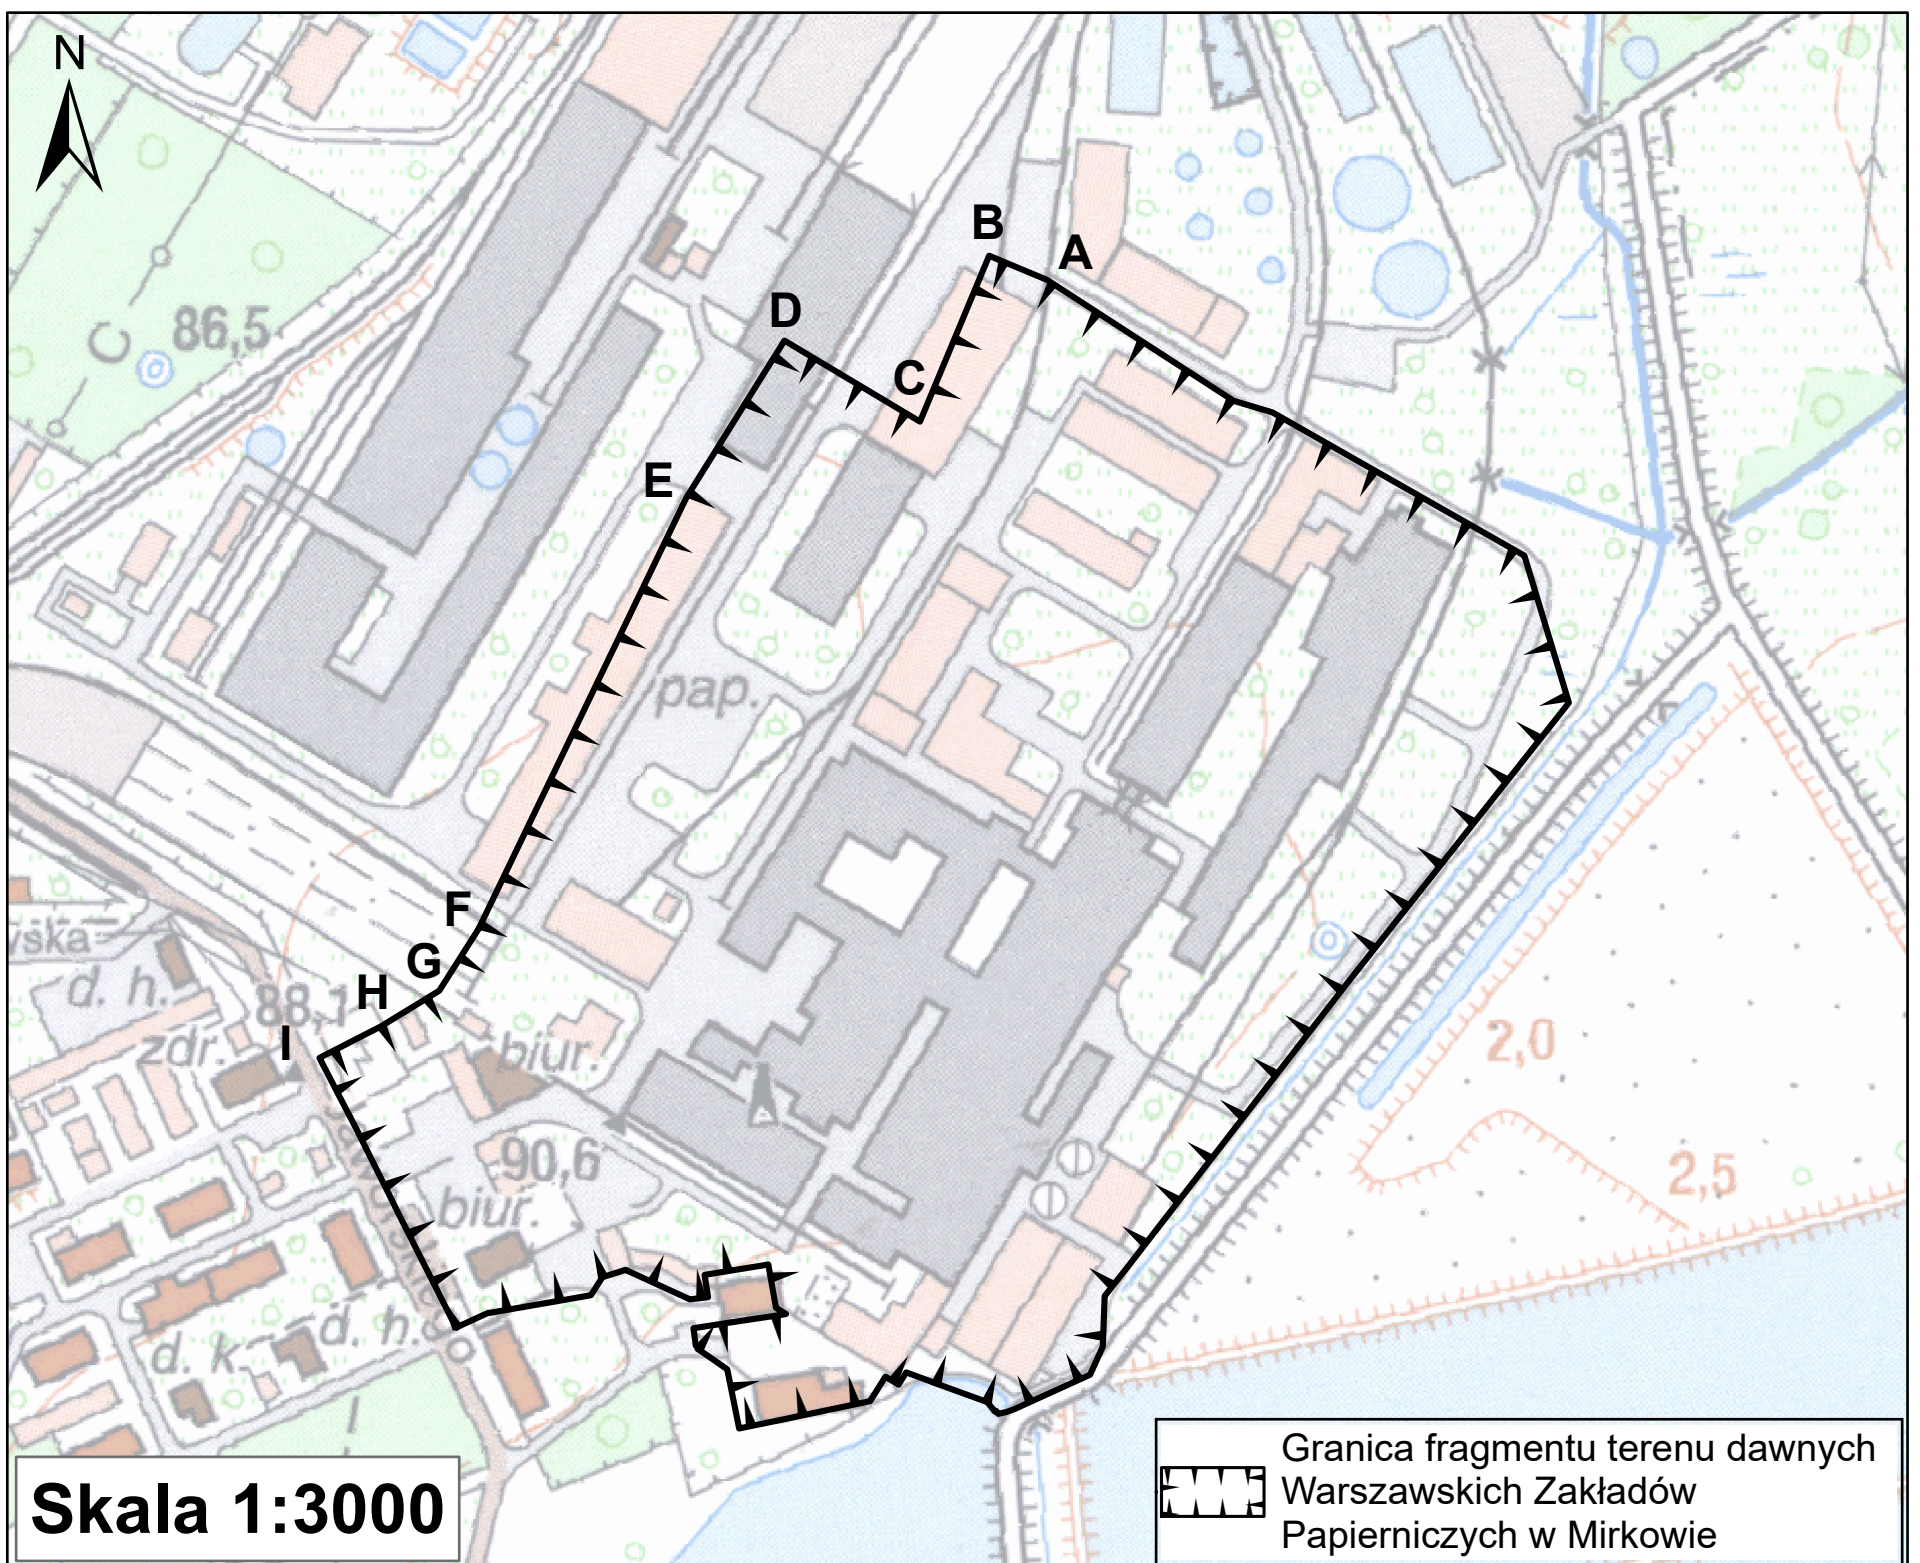 N
B
A
D
86,5
C
C
E
pap.
F
G
wska
d. h.
H
88,1
I
zdr.
biur.
2,0
90,6
2,5
biur.
d. h.
d. k.
Skala 1:3000
Granica fragmentu terenu dawnych
Warszawskich Zakładów
Papierniczych w Mirkowie